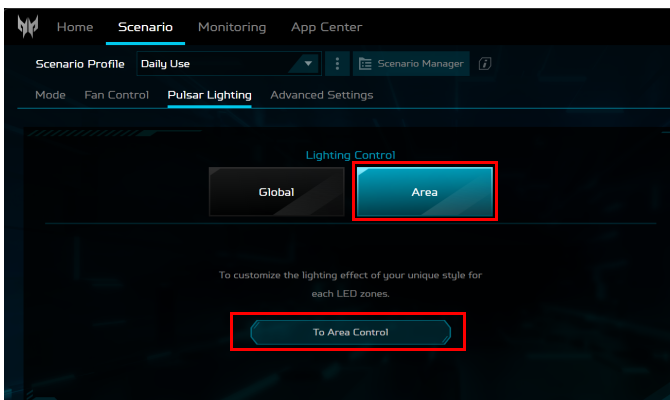 Home Scenario Monitoring App Center
Scenario Profile Daily Use Scenario Manager i
Mode Fan Control Pulsar Lighting Advanced Settings
Lighting Control
Global Area
To customize the lighting effect of your unique style for
each LED zones.
To Area Control